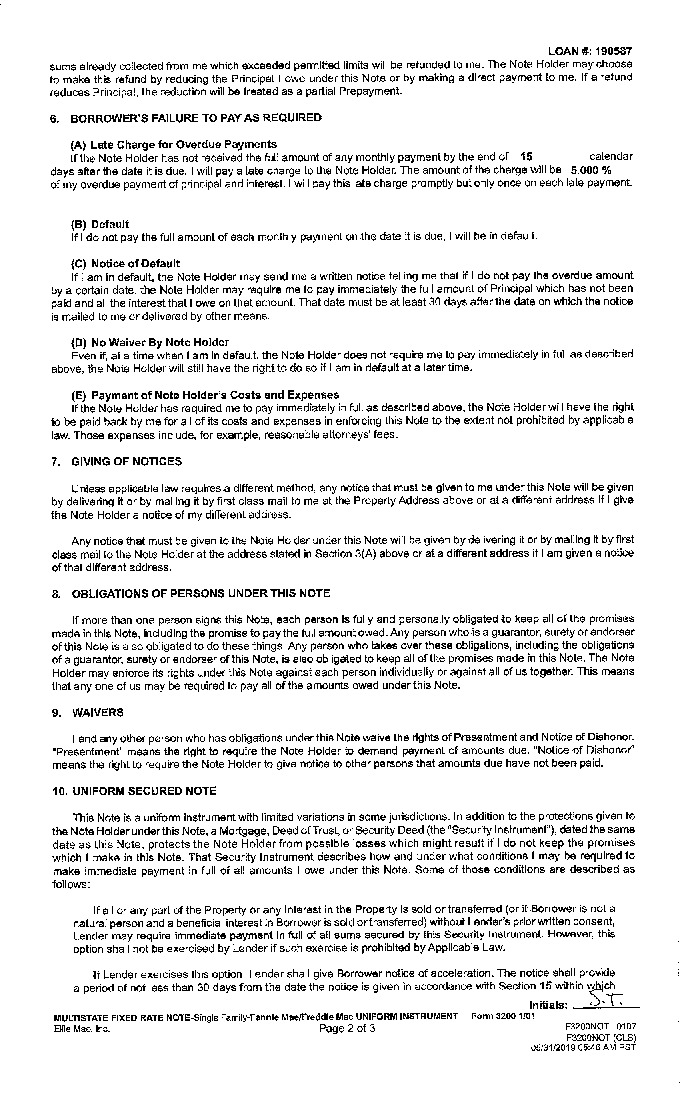 LOAN #: 190587
sums already collected from me which exceeded permitted limits will be refunded to me. The Note Holder may choose
to make this refund by reducing the Principal I owe under this Note or by making a direct payment to me. If a refund
reduces Principal, the reduction will be treated as a partial Prepayment.
6. BORROWER'S FAILURE TO PAY AS REQUIRED
(A) Late Charge for Overdue Payments
If the Note Holder has not received the full amount of any monthly payment by the end of 15 calendar
days after the date it is due, I will pay a late charge to the Note Holder. The amount of the charge will be 5.000 %
of my overdue payment of principal and interest. I will pay this late charge promptly but only once on each late payment.
(B) Default
If I do not pay the full amount of each monthly payment on the date it is due, I will be in default.
(C) Notice of Default
If I am in default, the Note Holder may send me a written notice telling me that if I do not pay the overdue amount
by a certain date, the Note Holder may require me to pay immediately the full amount of Principal which has not been
paid and all the interest that I owe on that amount. That date must be at least 30 days after the date on which the notice
is mailed to me or delivered by other means.
(D) No Waiver By Note Holder
Even if, at a time when I am in default, the Note Holder does not require me to pay immediately in full as described
above, the Note Holder will still have the right to do so if I am in default at a later time.
(E) Payment of Note Holder's Costs and Expenses
If the Note Holder has required me to pay immediately in full as described above, the Note Holder will have the right
to be paid back by me for all of its costs and expenses in enforcing this Note to the extent not prohibited by applicable
law. Those expenses include, for example, reasonable attorneys' fees.
7. GIVING OF NOTICES
Unless applicable law requires a different method, any notice that must be given to me under this Note will be given
by delivering it or by mailing it by first class mail to me at the Property Address above or at a different address if I give
the Note Holder a notice of my different address.
Any notice that must be given to the Note Holder under this Note will be given by delivering it or by mailing it by first
class mail to the Note Holder at the address stated in Section 3(A) above or at a different address if I am given a notice
of that different address.
8. OBLIGATIONS OF PERSONS UNDER THIS NOTE
If more than one person signs this Note, each person is fully and personally obligated to keep all of the promises
made in this Note, including the promise to pay the full amount owed. Any person who is a guarantor, surety or endorser
of this Note is also obligated to do these things. Any person who takes over these obligations, including the obligations
of a guarantor, surety or endorser of this Note, is also obligated to keep all of the promises made in this Note. The Note
Holder may enforce its rights under this Note against each person individually or against all of us together. This means
that any one of us may be required to pay all of the amounts owed under this Note.
9. WAIVERS
I and any other person who has obligations under this Note waive the rights of Presentment and Notice of Dishonor.
"Presentment" means the right to require the Note Holder to demand payment of amounts due. "Notice of Dishonor"
means the right to require the Note Holder to give notice to other persons that amounts due have not been paid.
10. UNIFORM SECURED NOTE
This Note is a uniform instrument with limited variations in some jurisdictions. In addition to the protections given to
the Note Holder under this Note, a Mortgage, Deed of Trust, or Security Deed (the "Security Instrument"), dated the same
date as this Note, protects the Note Holder from possible losses which might result if I do not keep the promises
which I make in this Note. That Security Instrument describes how and under what conditions I may be required to
make immediate payment in full of all amounts I owe under this Note. Some of those conditions are described as
follows:
If all or any part of the Property or any Interest in the Property is sold or transferred (or if Borrower is not a
natural person and a beneficial interest in Borrower is sold or transferred) without Lender's prior written consent,
Lender may require immediate payment in full of all sums secured by this Security Instrument. However, this
option shall not be exercised by Lender if such exercise is prohibited by Applicable Law.
If Lender exercises this option, Lender shall give Borrower notice of acceleration. The notice shall provide
a period of not less than 30 days from the date the notice is given in accordance with Section 15 within which
Initials: S.T.
MULTISTATE FIXED RATE NOTE-Single Family-Fannie Mae/Freddie Mac UNIFORM INSTRUMENT Form 3200 1/01
Ellie Mae, Inc. Page 2 of 3 F3200NOT 0107
F3200NOT (CLS)
05/31/2019 05:46 AM PST